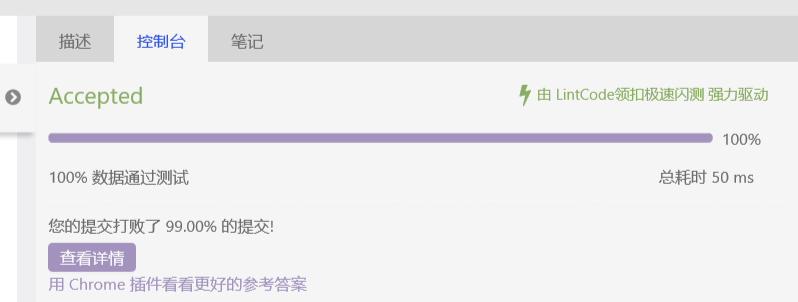 描述 控制台 笔记
Accepted 由 LintCode领扣极速闪测 强力驱动
100%
100% 数据通过测试 总耗时 50 ms
您的提交打败了 99.00% 的提交!
查看详情
用 Chrome 插件看看更好的参考答案